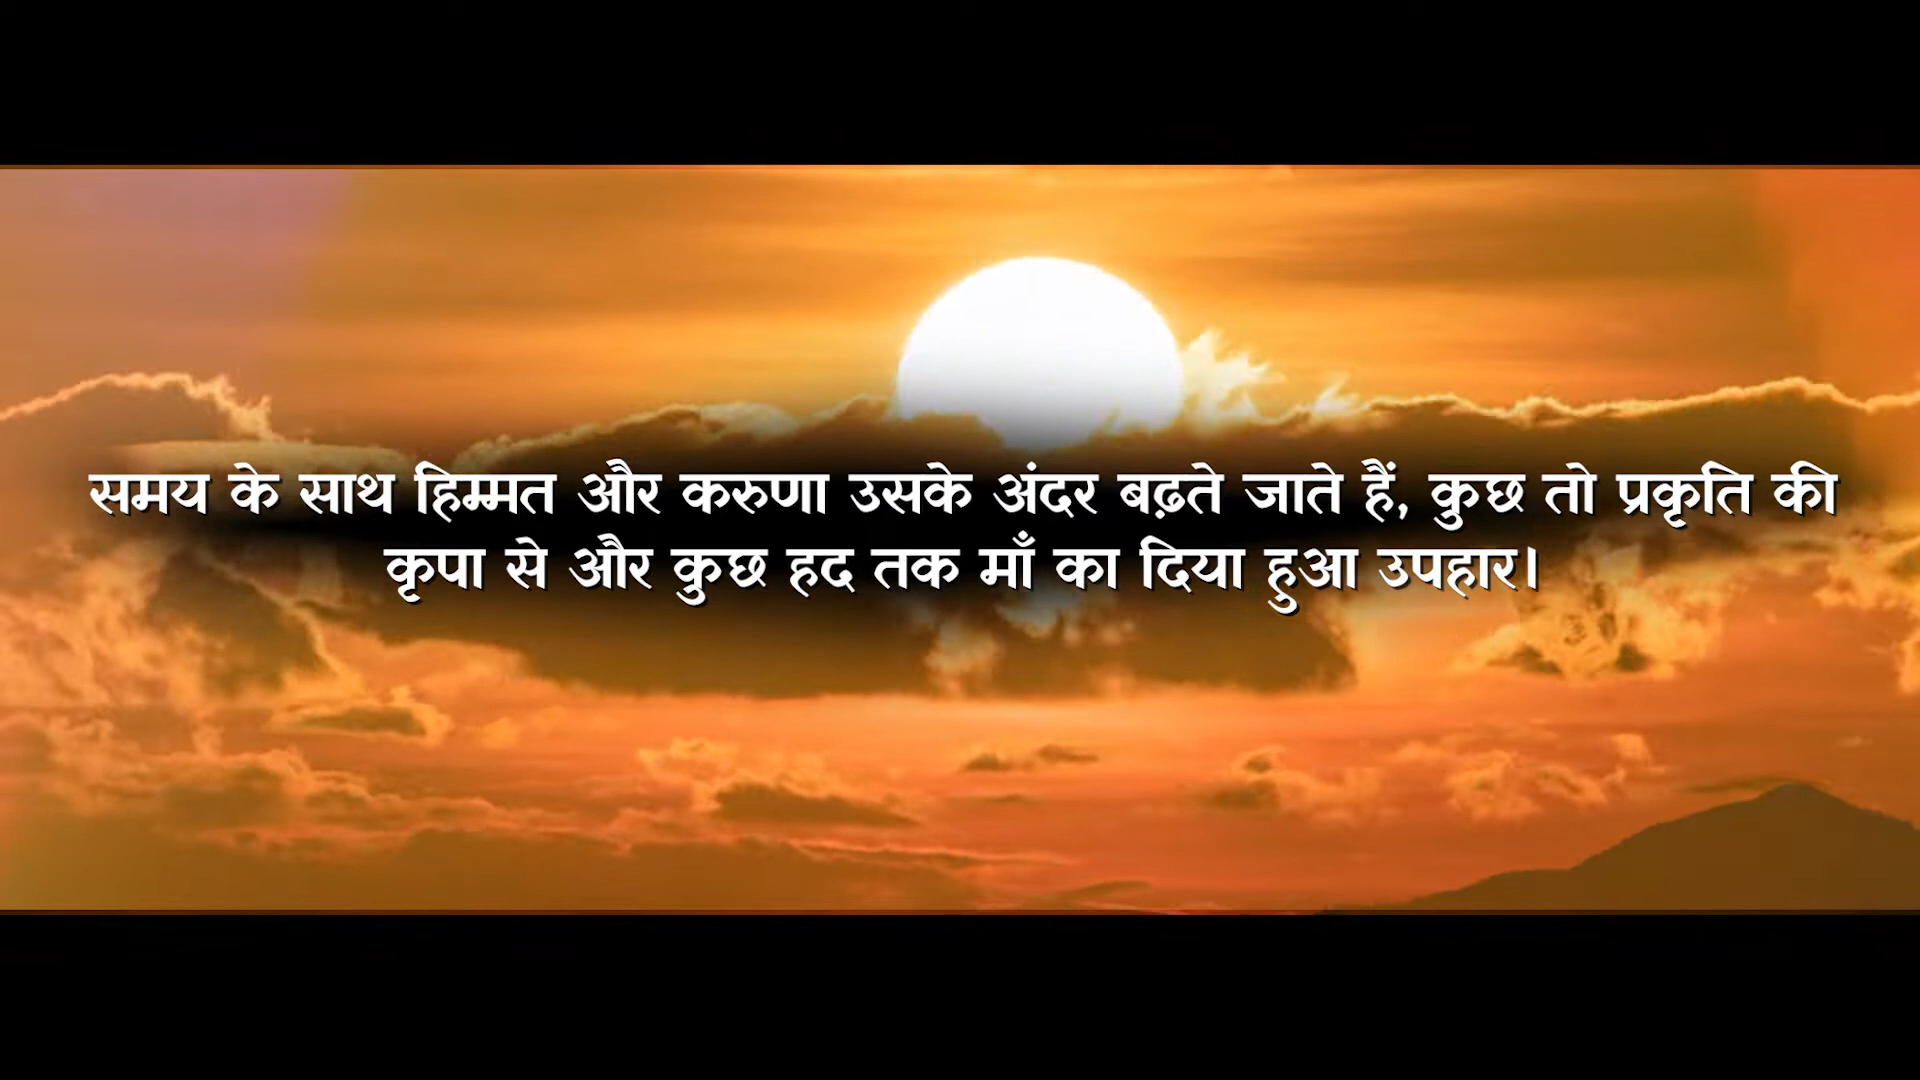 समय के साथ हिम्मत और करुणा उसके अंदर बढ़ते जाते हैं, कुछ तो प्रकृति की
कृपा से और कुछ हद तक माँ का दिया हुआ उपहार।